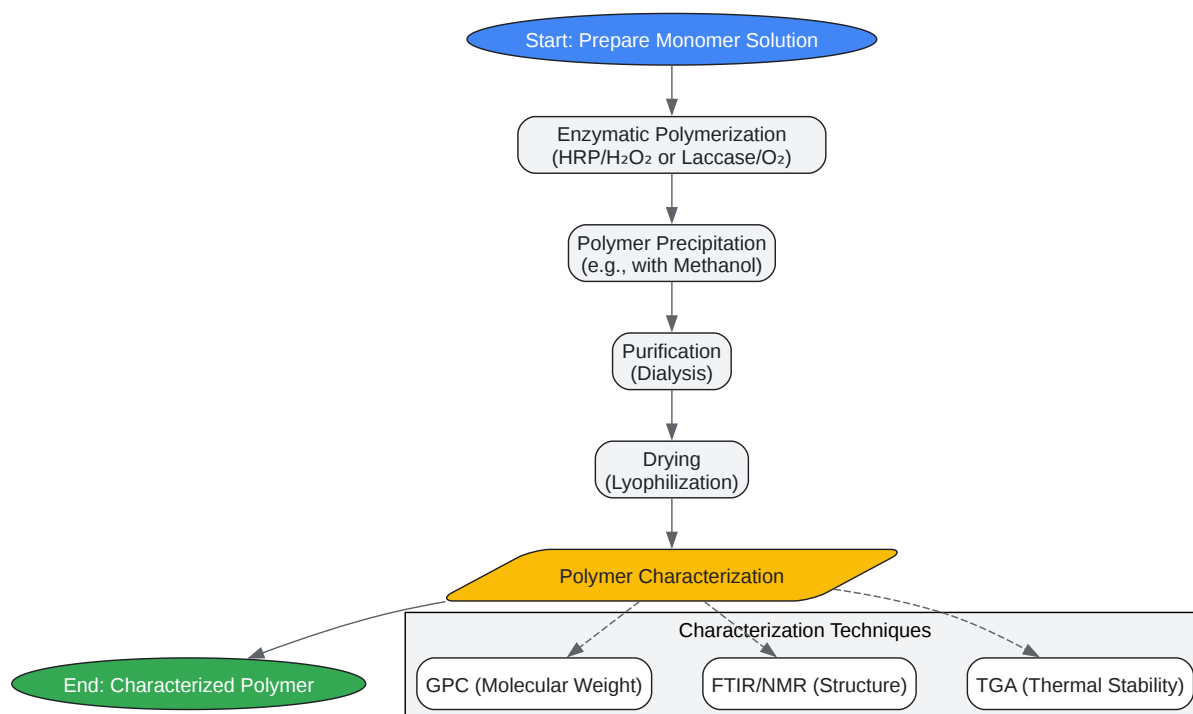 Start: Prepare Monomer Solution
Enzymatic Polymerization
(HRP/H₂O₂ or Laccase/O₂)
Polymer Precipitation
(e.g., with Methanol)
Purification
(Dialysis)
Drying
(Lyophilization)
Polymer Characterization
Characterization Techniques
End: Characterized Polymer
GPC (Molecular Weight)
FTIR/NMR (Structure)
TGA (Thermal Stability)